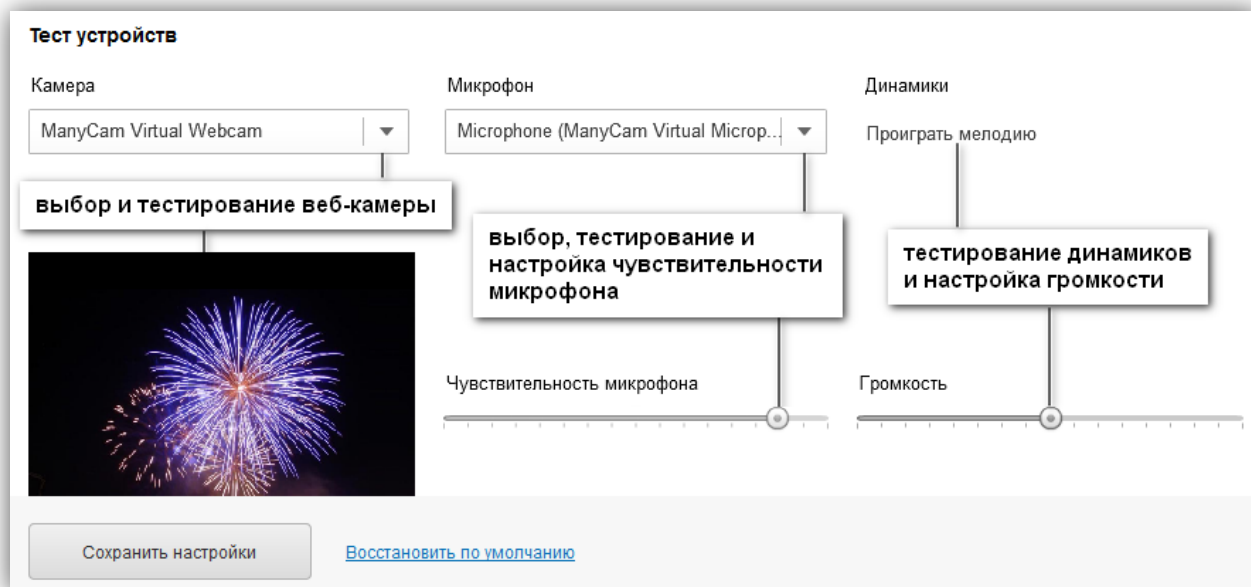 Тест устройств
Камера
Микрофон
Динамики
ManyCam Virtual Webcam
Microphone (ManyCam Virtual Microp...
Проиграть мелодию
выбор и тестирование веб-камеры
выбор, тестирование и
настройка чувствительности
микрофона
тестирование динамиков
и настройка громкости
Чувствительность микрофона
Громкость
Сохранить настройки
Восстановить по умолчанию